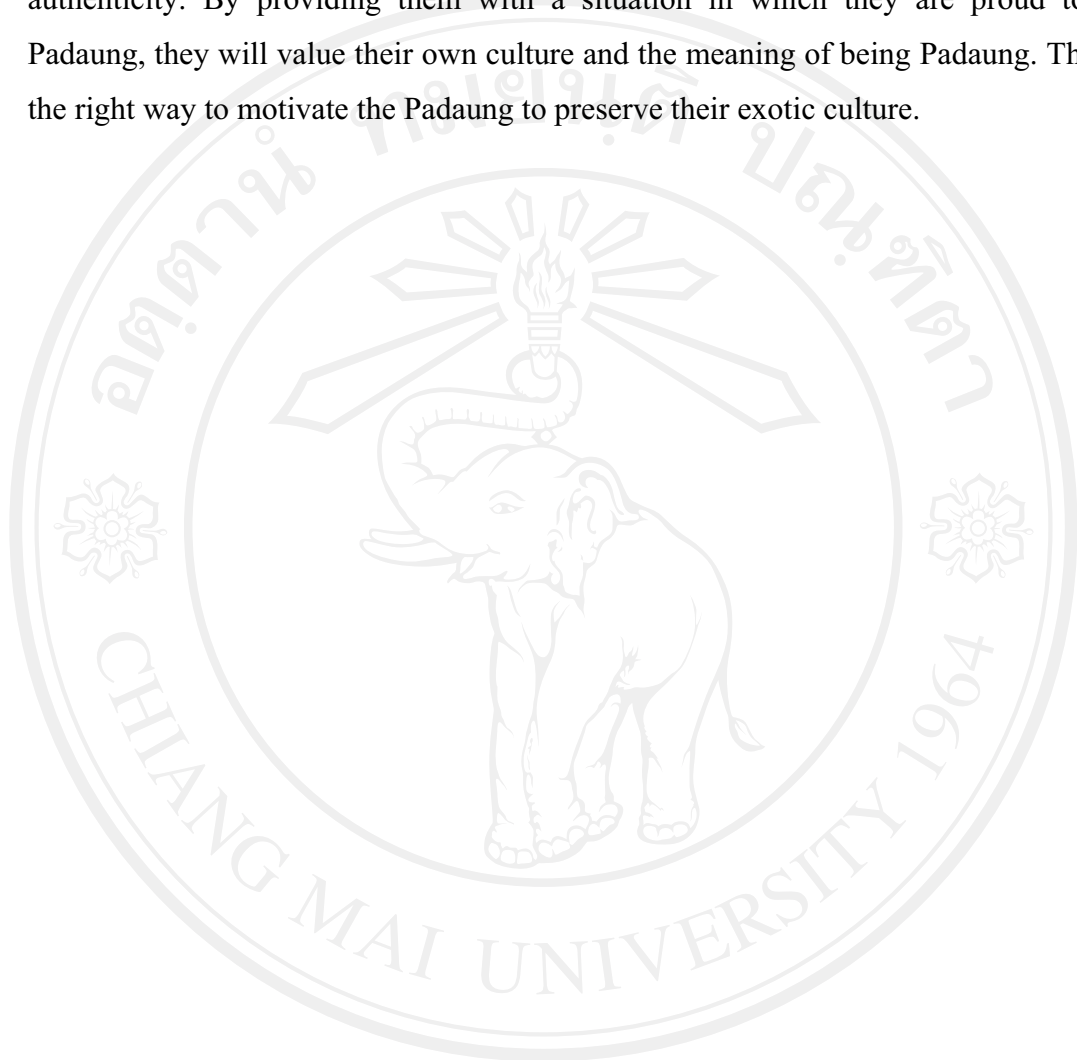 authenticity. By providing them with a situation in which they are proud
Padaung, they will value their own culture and the meaning of being Padaung.
the right way to motivate the Padaung to preserve their exotic culture.
CHIANG MAI UNIVERSITY 1964